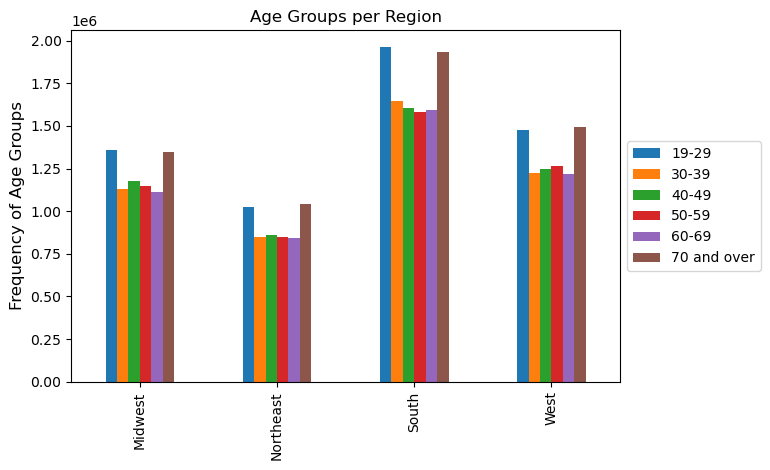 Age Groups per Region
1e6
Frequency of Age Groups
2.00
1.75
1.50
1.25
1.00
0.75
0.50
0.25
0.00
Midwest
Northeast
South
West
19-29
30-39
40-49
50-59
60-69
70 and over